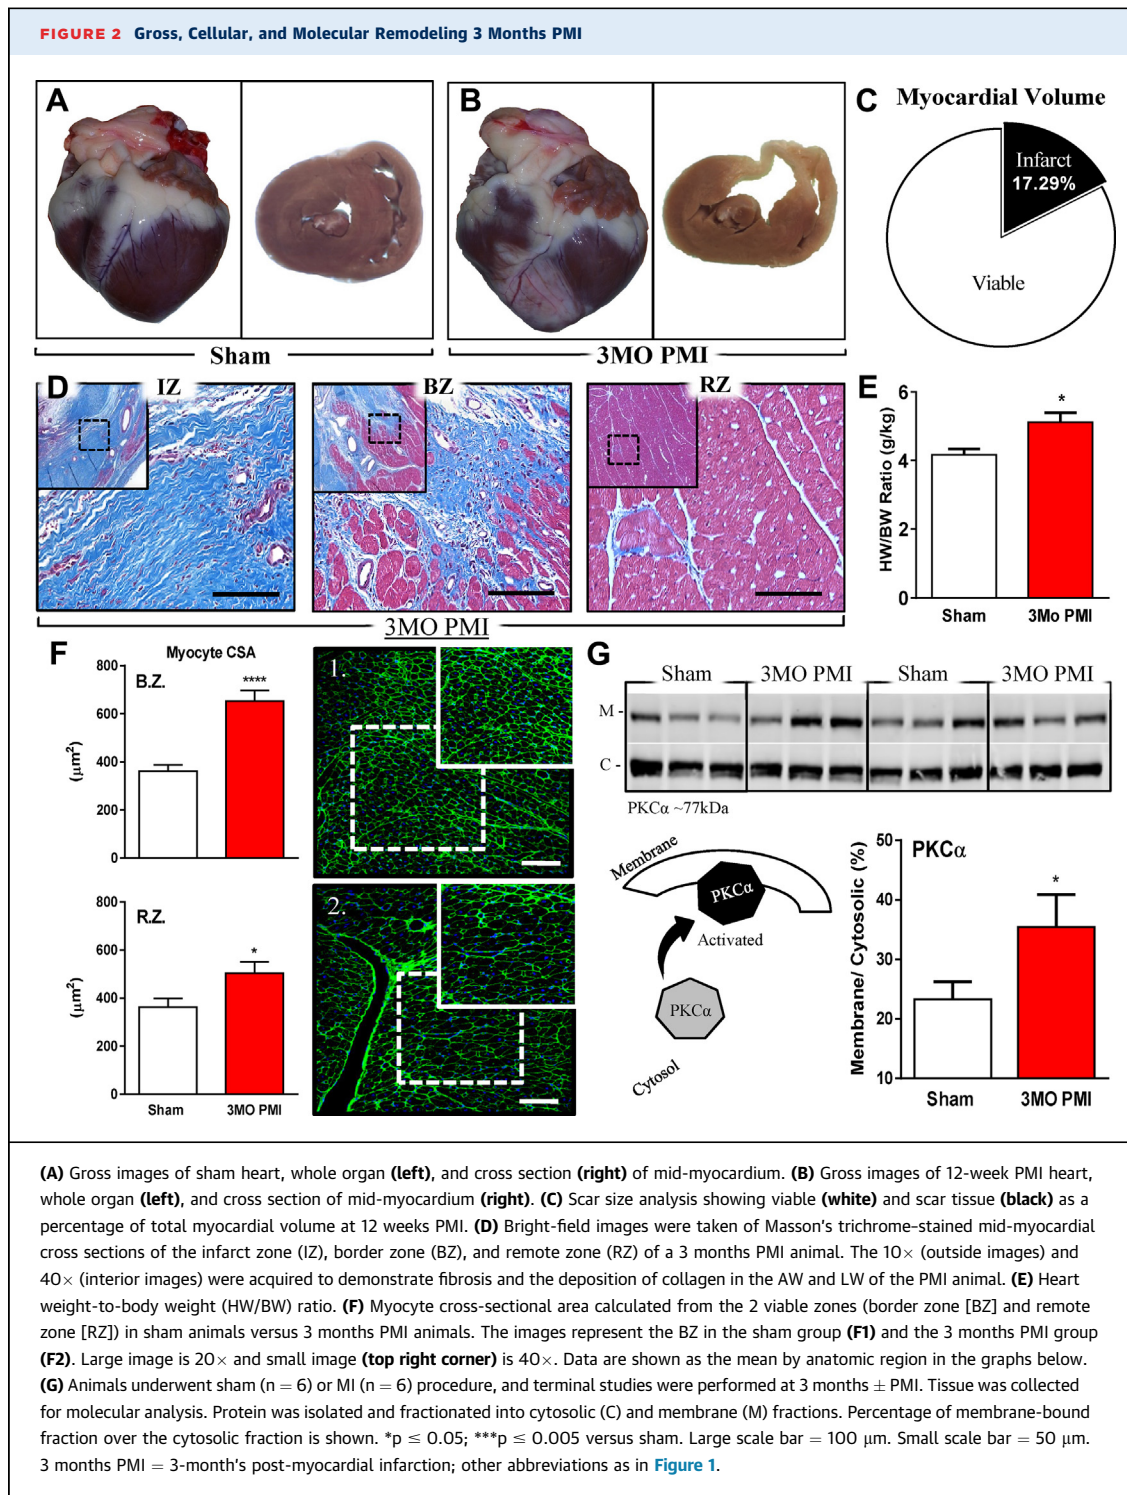 FIGURE 2 Gross, Cellular, and Molecular Remodeling 3 Months PMI
A
B
C
Myocardial Volume
Infarct
17.29%
Viable
Sham
3MO PMI
D
IZ
BZ
RZ
3MO PMI
E
HW/BW Ratio (g/kg)
6
4
2
0
*
Sham
3Mo PMI
F
Myocyte CSA
B.Z.
(µm²)
800
600
400
200
0
****
R.Z.
(µm²)
800
600
400
200
0
*
Sham
3MO PMI
1.
2.
G
Sham
3MO PMI
Sham
3MO PMI
M -
C -
PKCα ~77kDa
Membrane
PKCα
Activated
PKCα
Cytosol
PKCα
Membrane/ Cytosolic (%)
50
40
30
20
10
*
Sham
3MO PMI
(A) Gross images of sham heart, whole organ (left), and cross section (right) of mid-myocardium. (B) Gross images of 12-week PMI heart,
whole organ (left), and cross section of mid-myocardium (right). (C) Scar size analysis showing viable (white) and scar tissue (black) as a
percentage of total myocardial volume at 12 weeks PMI. (D) Bright-field images were taken of Masson's trichrome–stained mid-myocardial
cross sections of the infarct zone (IZ), border zone (BZ), and remote zone (RZ) of a 3 months PMI animal. The 10× (outside images) and
40× (interior images) were acquired to demonstrate fibrosis and the deposition of collagen in the AW and LW of the PMI animal. (E) Heart
weight-to-body weight (HW/BW) ratio. (F) Myocyte cross-sectional area calculated from the 2 viable zones (border zone [BZ] and remote
zone [RZ]) in sham animals versus 3 months PMI animals. The images represent the BZ in the sham group (F1) and the 3 months PMI group
(F2). Large image is 20× and small image (top right corner) is 40×. Data are shown as the mean by anatomic region in the graphs below.
(G) Animals underwent sham (n = 6) or MI (n = 6) procedure, and terminal studies were performed at 3 months ± PMI. Tissue was collected
for molecular analysis. Protein was isolated and fractionated into cytosolic (C) and membrane (M) fractions. Percentage of membrane-bound
fraction over the cytosolic fraction is shown. *p ≤ 0.05; ***p ≤ 0.005 versus sham. Large scale bar = 100 µm. Small scale bar = 50 µm.
3 months PMI = 3-month's post-myocardial infarction; other abbreviations as in Figure 1.